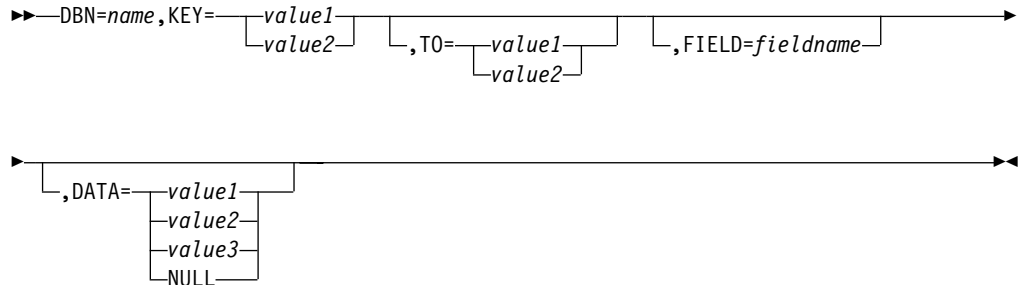 DBN=name,KEY= value1
value2
,TO= value1
value2
,FIELD=fieldname
,DATA= value1
value2
value3
NULL